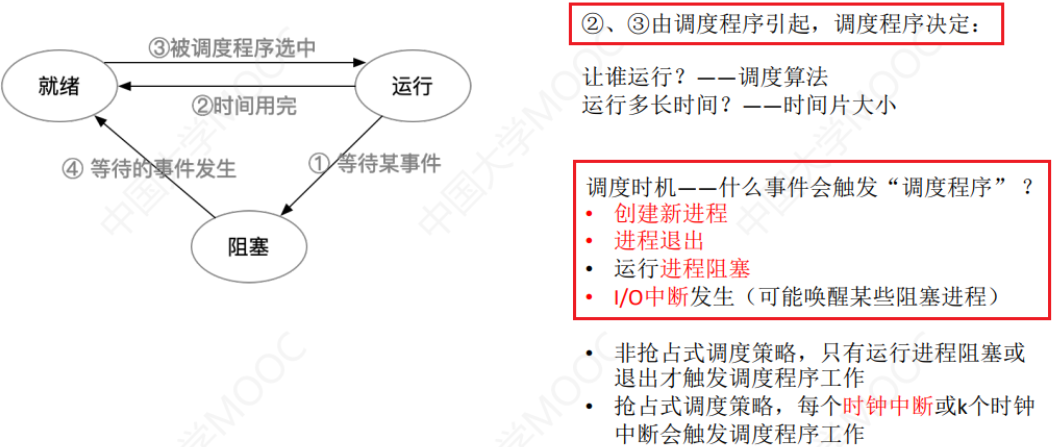 ③被调度程序选中
就绪
运行
②时间用完
① 等待某事件
④ 等待的事件发生
阻塞
②、③由调度程序引起，调度程序决定：
让谁运行？——调度算法
运行多长时间？——时间片大小
调度时机——什么事件会触发“调度程序”？
• 创建新进程
• 进程退出
• 运行进程阻塞
• I/O中断发生（可能唤醒某些阻塞进程）
• 非抢占式调度策略，只有运行进程阻塞或
退出才触发调度程序工作
• 抢占式调度策略，每个时钟中断或k个时钟
中断会触发调度程序工作
中国大学MOOC
中国大学MOOC
中国大学MOOC